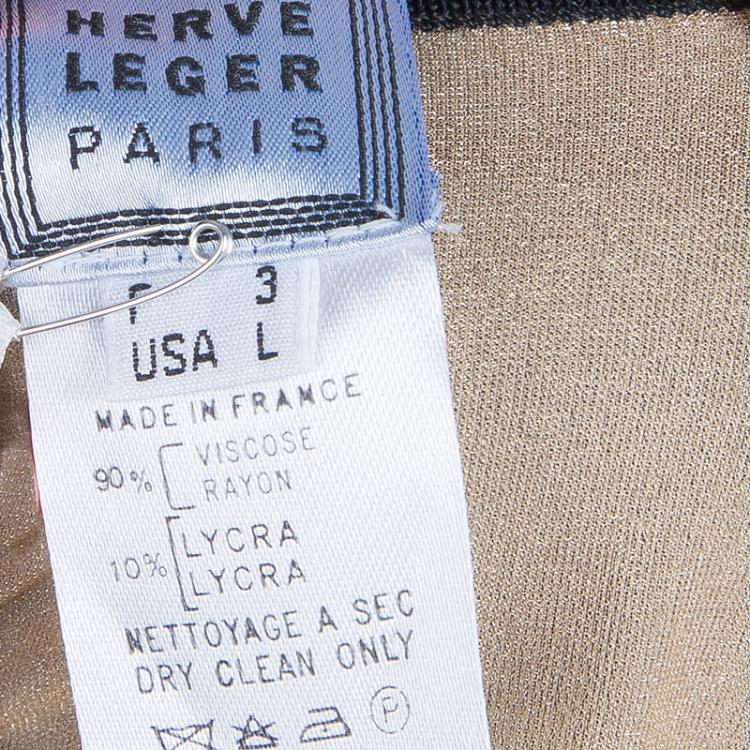 HERVE
LEGER
PARIS
F 3
USA L
MADE IN FRANCE
90% VISCOSE
RAYON
10% LYCRA
LYCRA
NETTOYAGE A SEC
DRY CLEAN ONLY
P